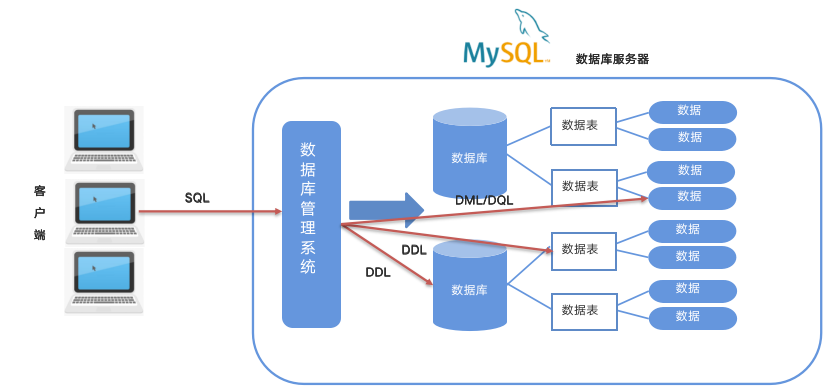 MySQL
数据库服务器
客户端
SQL
数据库管理系统
数据库
数据表
数据
数据
数据表
数据
数据
DML/DQL
DDL
DDL
数据库
数据表
数据
数据
数据表
数据
数据